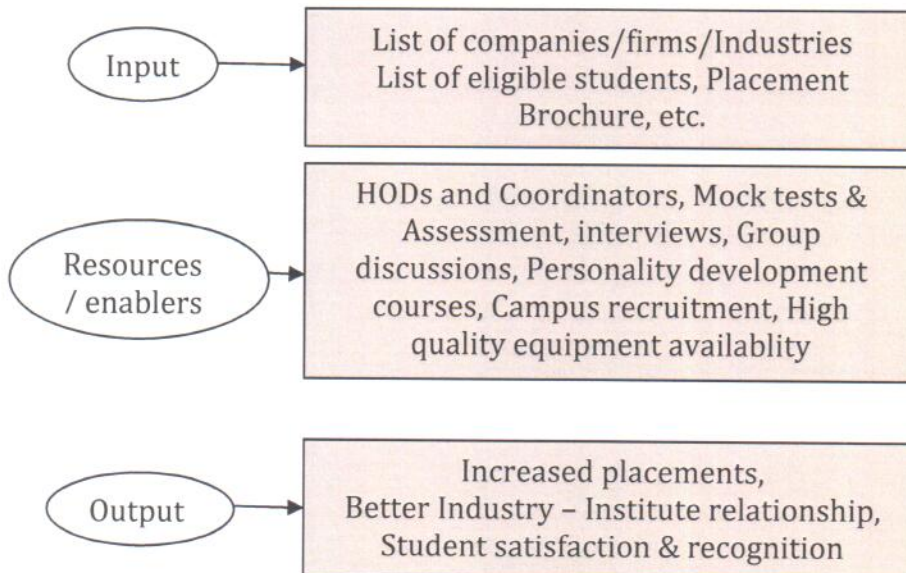 Input
List of companies/firms/Industries
List of eligible students, Placement
Brochure, etc.
Resources
/ enablers
HODs and Coordinators, Mock tests &
Assessment, interviews, Group
discussions, Personality development
courses, Campus recruitment, High
quality equipment availablity
Output
Increased placements,
Better Industry – Institute relationship,
Student satisfaction & recognition